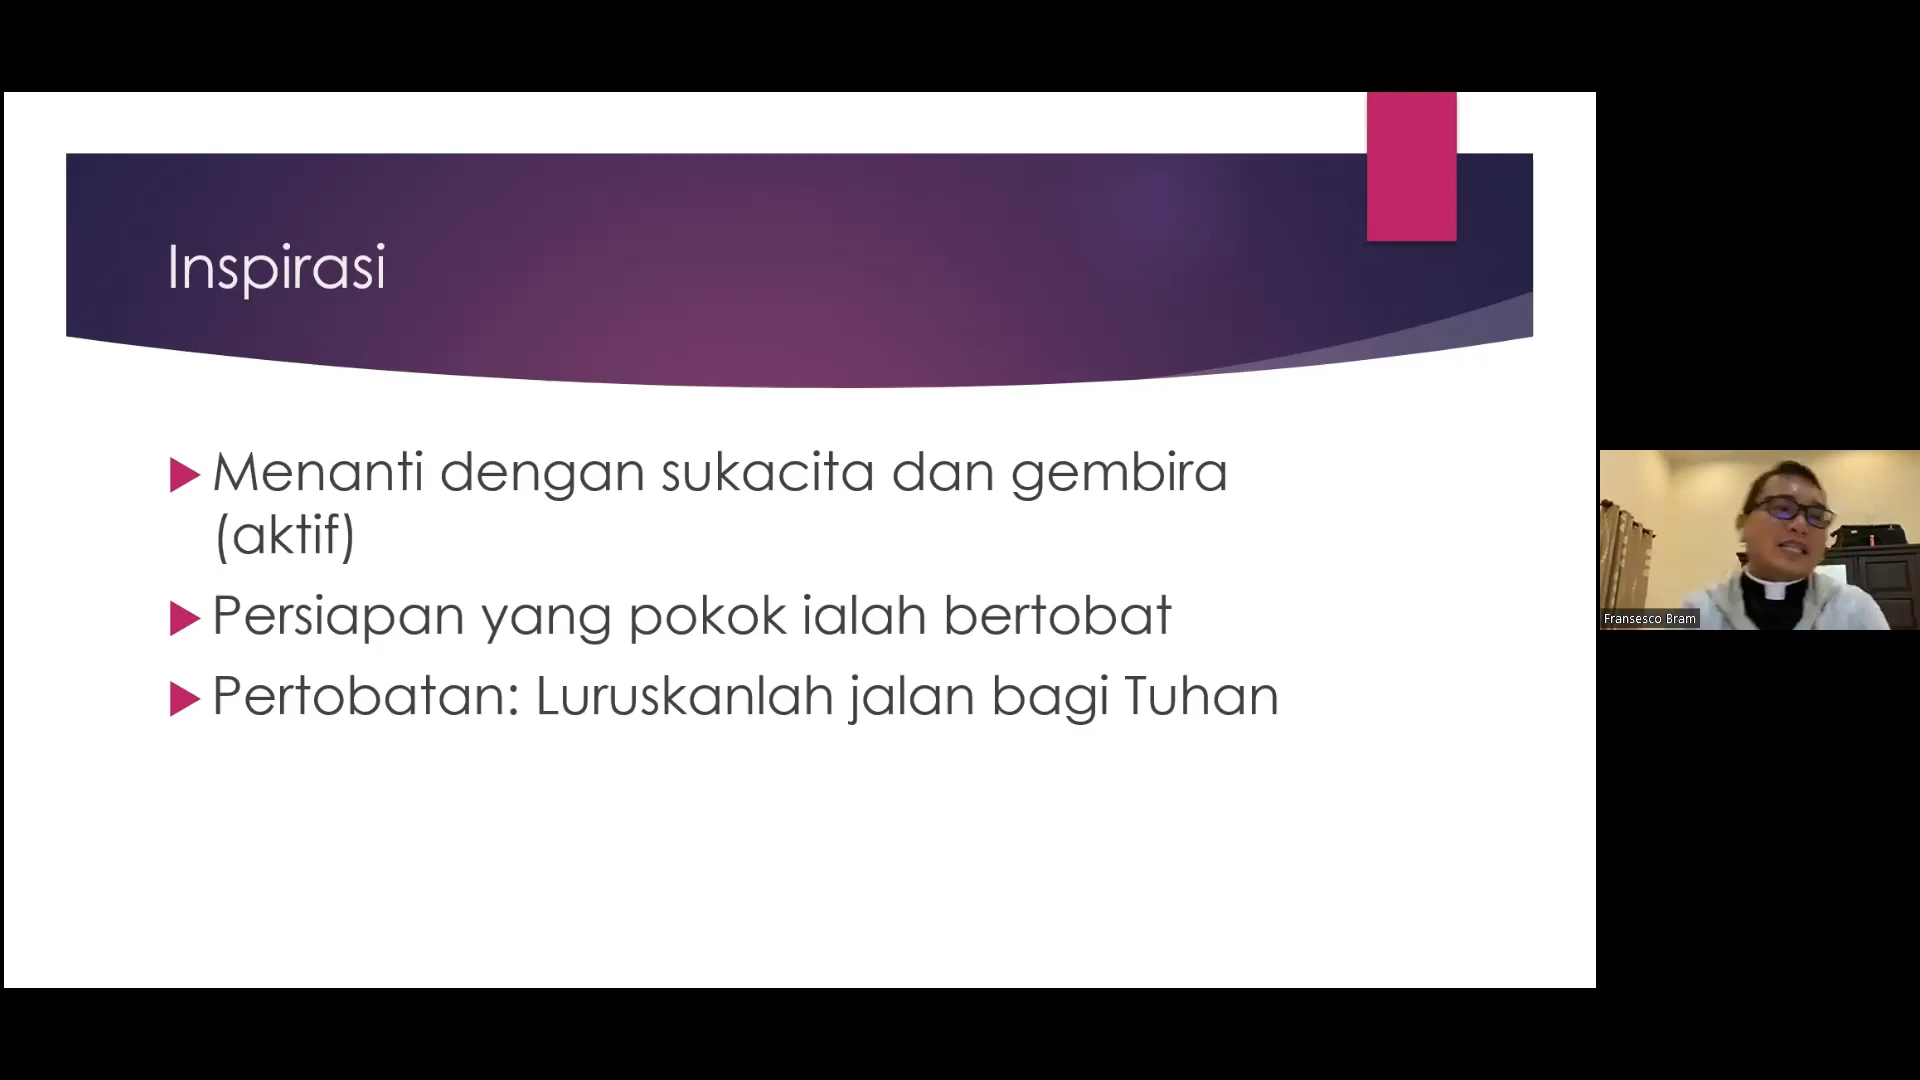 Inspirasi
Menanti dengan sukacita dan gembira
(aktif)
Persiapan yang pokok ialah bertobat
Pertobatan: Luruskanlah jalan bagi Tuhan
Fransesco Bram